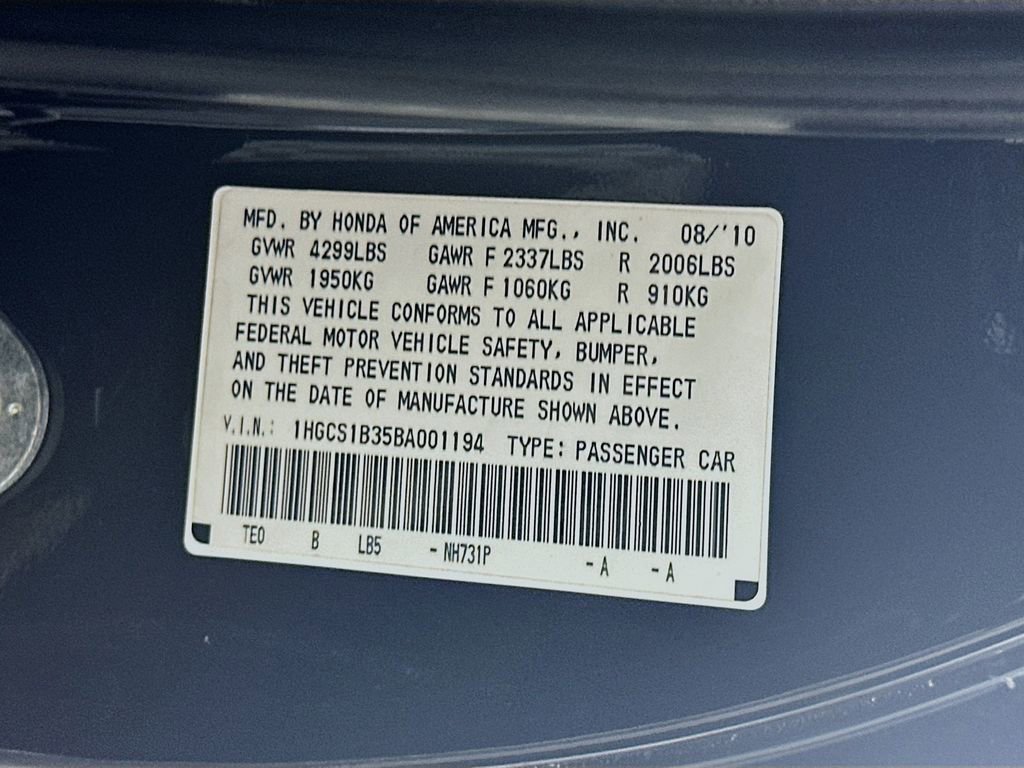 MFD. BY HONDA OF AMERICA MFG., INC. 08/'10
GVWR 4299LBS GAWR F 2337LBS R 2006LBS
GVWR 1950KG GAWR F 1060KG R 910KG
THIS VEHICLE CONFORMS TO ALL APPLICABLE
FEDERAL MOTOR VEHICLE SAFETY, BUMPER,
AND THEFT PREVENTION STANDARDS IN EFFECT
ON THE DATE OF MANUFACTURE SHOWN ABOVE.
V.I.N.: 1HGCS1B35BA001194 TYPE: PASSENGER CAR
TE0 B LB5 - NH731P - A - A